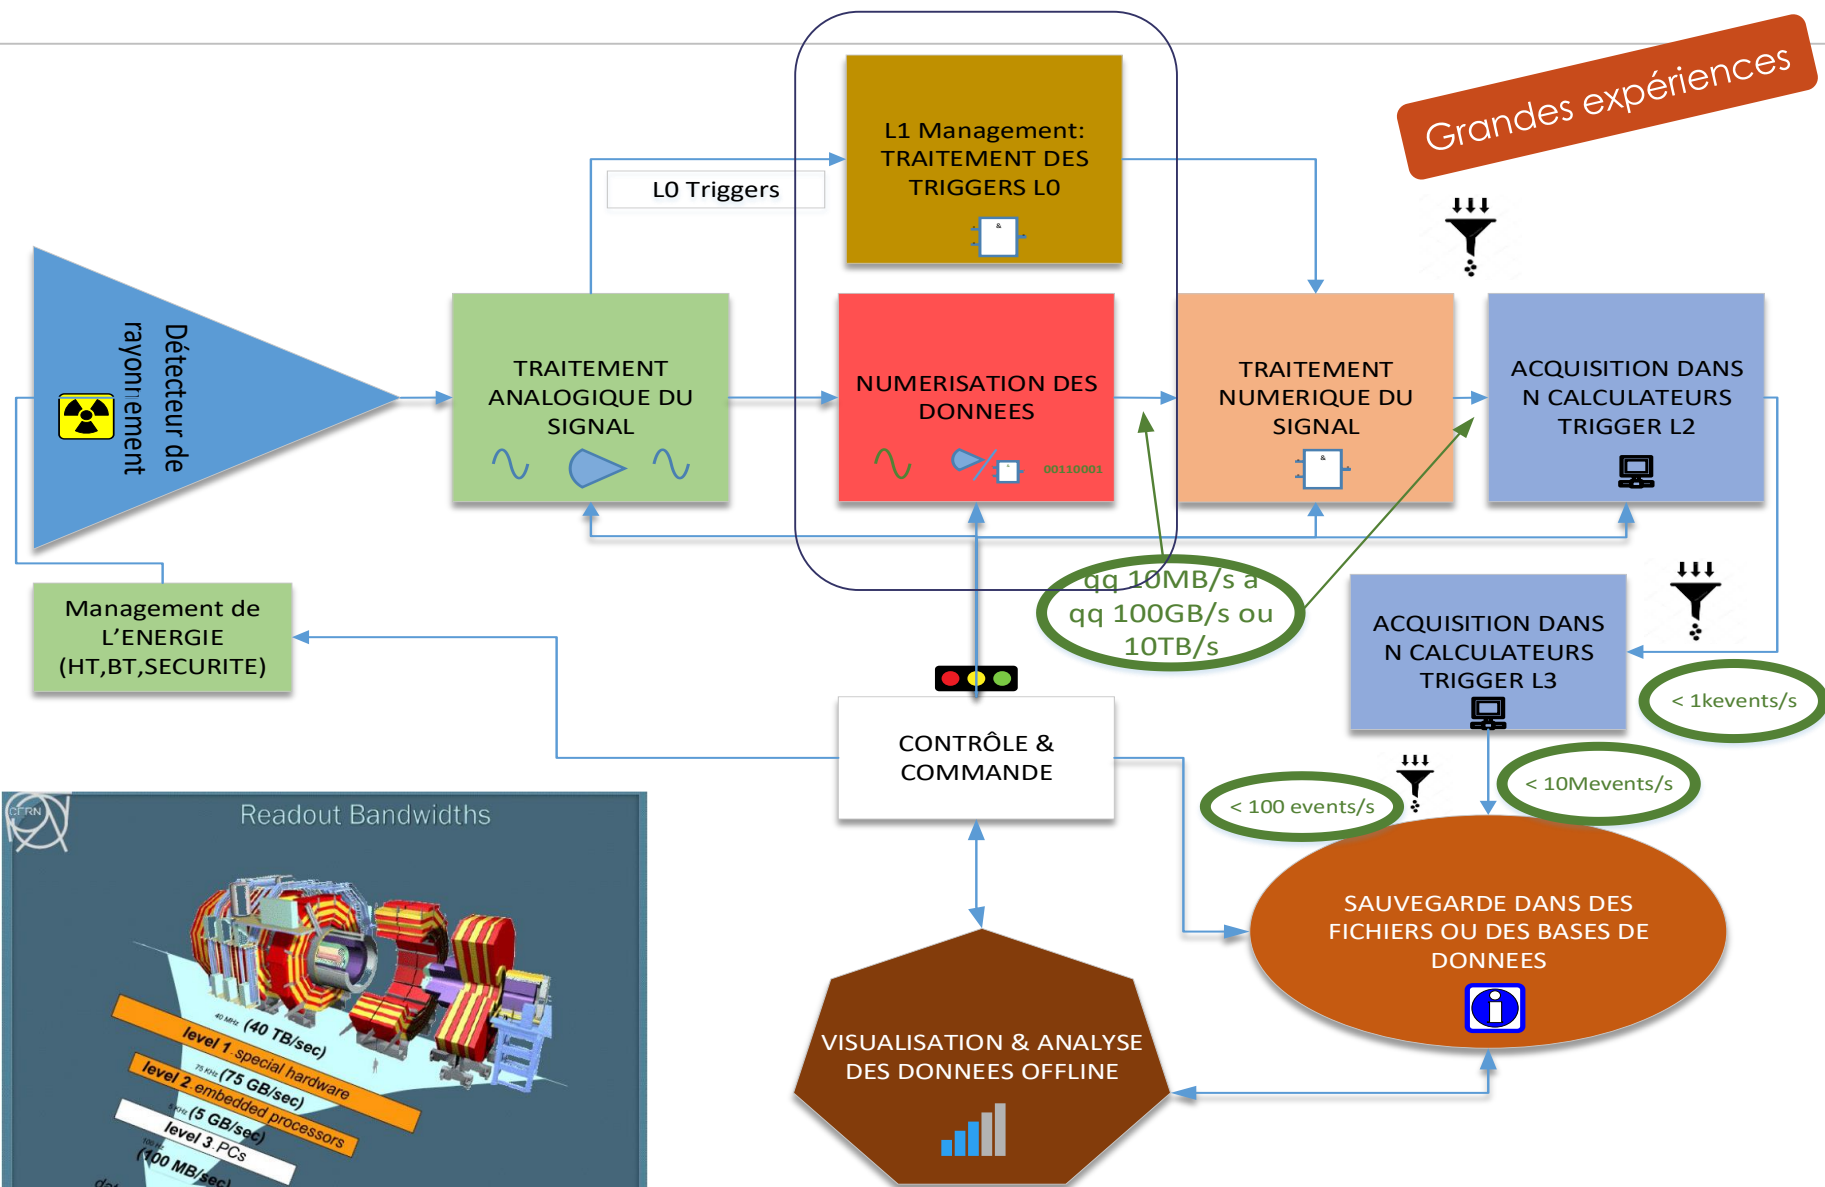 Grandes expériences
L1 Management:
TRAITEMENT DES
TRIGGERS L0
&
L0 Triggers
Détecteur de
rayonnement
TRAITEMENT
ANALOGIQUE DU
SIGNAL
NUMERISATION DES
DONNEES
00110001
TRAITEMENT
NUMERIQUE DU
SIGNAL
&
ACQUISITION DANS
N CALCULATEURS
TRIGGER L2
Management de
L’ENERGIE
(HT,BT,SECURITE)
qq 10MB/s a
qq 100GB/s ou
10TB/s
ACQUISITION DANS
N CALCULATEURS
TRIGGER L3
< 1kevents/s
CONTRÔLE &
COMMANDE
< 100 events/s
< 10Mevents/s
SAUVEGARDE DANS DES
FICHIERS OU DES BASES DE
DONNEES
VISUALISATION & ANALYSE
DES DONNEES OFFLINE
CERN
Readout Bandwidths
40 MHz (40 TB/sec)
level 1 - special hardware
75 KHz (75 GB/sec)
level 2 - embedded processors
5 KHz (5 GB/sec)
level 3 - PCs
100 Hz
(100 MB/sec)